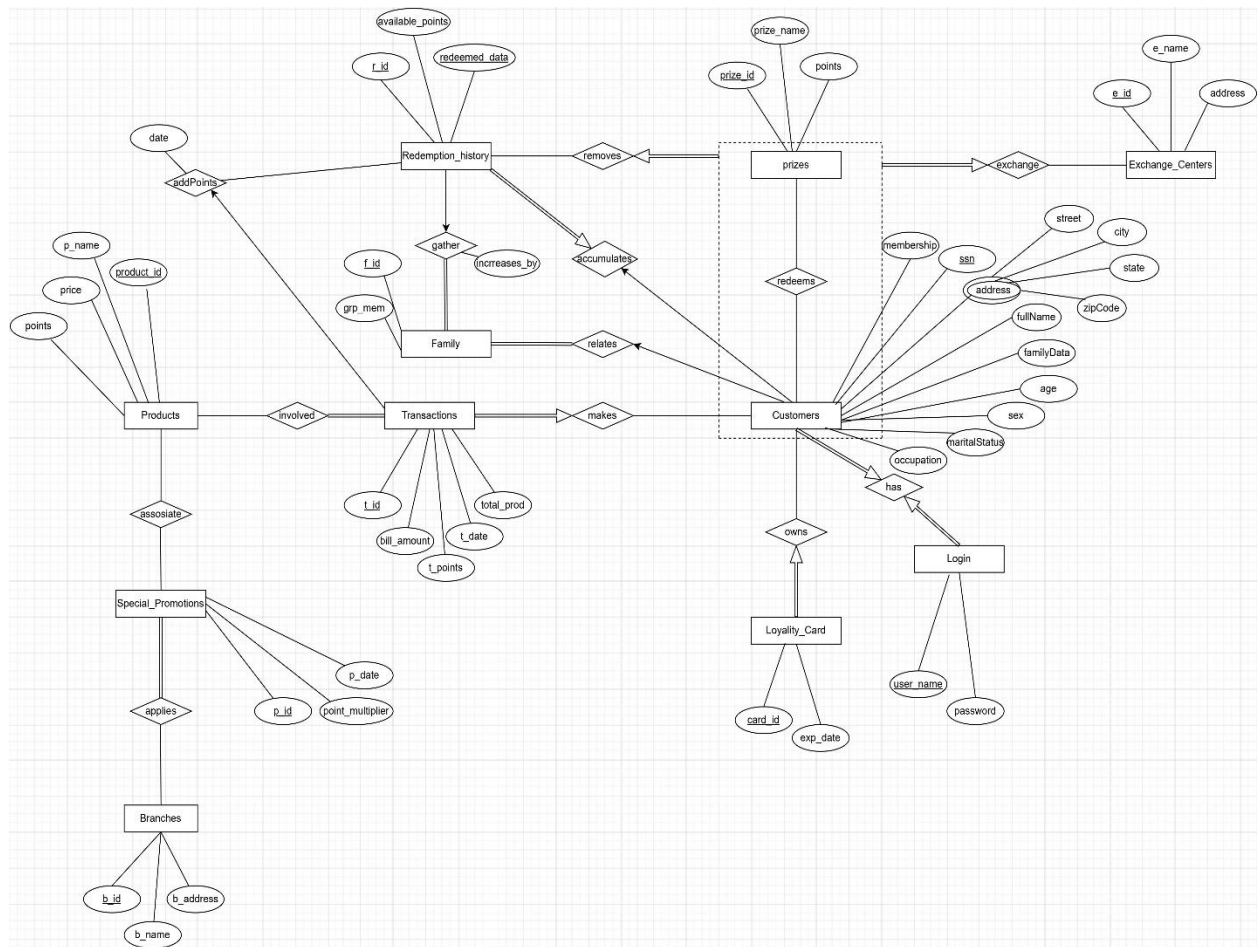 available_points
prize_name
e_name
r_id
redeemed_data
prize_id
points
e_id
address
date
Redemption_history
removes
prizes
exchange
Exchange_Centers
addPoints
street
p_name
gather
membership
ssn
city
f_id
incrreases_by
accumulates
state
product_id
redeems
address
price
grp_mem
fullName
zipCode
points
Family
relates
familyData
age
Products
involved
Transactions
makes
Customers
sex
maritalStatus
occupation
has
t_id
total_prod
assosiate
bill_amount
t_date
owns
t_points
Login
Special_Promotions
Loyality_Card
p_date
user_name
applies
p_id
point_multiplier
card_id
password
exp_date
Branches
b_id
b_address
b_name